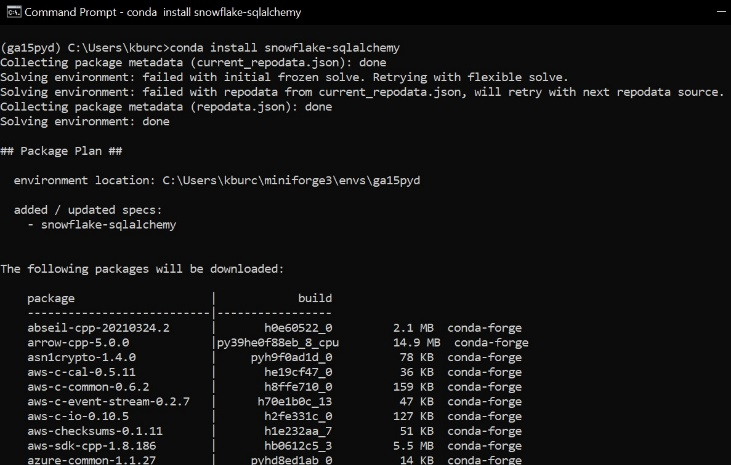 Command Prompt - conda install snowflake-sqlalchemy
(ga15pyd) C:\Users\kburc>conda install snowflake-sqlalchemy
Collecting package metadata (current_repodata.json): done
Solving environment: failed with initial frozen solve. Retrying with flexible solve.
Solving environment: failed with repodata from current_repodata.json, will retry with next repodata source.
Collecting package metadata (repodata.json): done
Solving environment: done
## Package Plan ##
environment location: C:\Users\kburc\miniforge3\envs\ga15pyd
added / updated specs:
- snowflake-sqlalchemy
The following packages will be downloaded:
package | build
---------------------------|-----------------
abseil-cpp-20210324.2 | h0e60522_0 2.1 MB conda-forge
arrow-cpp-5.0.0 |py39he0f88eb_8_cpu 14.9 MB conda-forge
asn1crypto-1.4.0 | pyh9f0ad1d_0 78 KB conda-forge
aws-c-cal-0.5.11 | he19cf47_0 36 KB conda-forge
aws-c-common-0.6.2 | h8ffe710_0 159 KB conda-forge
aws-c-event-stream-0.2.7 | h70e1b0c_13 47 KB conda-forge
aws-c-io-0.10.5 | h2fe331c_0 127 KB conda-forge
aws-checksums-0.1.11 | h1e232aa_7 51 KB conda-forge
aws-sdk-cpp-1.8.186 | hb0612c5_3 5.5 MB conda-forge
azure-common-1.1.27 | pyhd8ed1ab_0 14 KB conda-forge